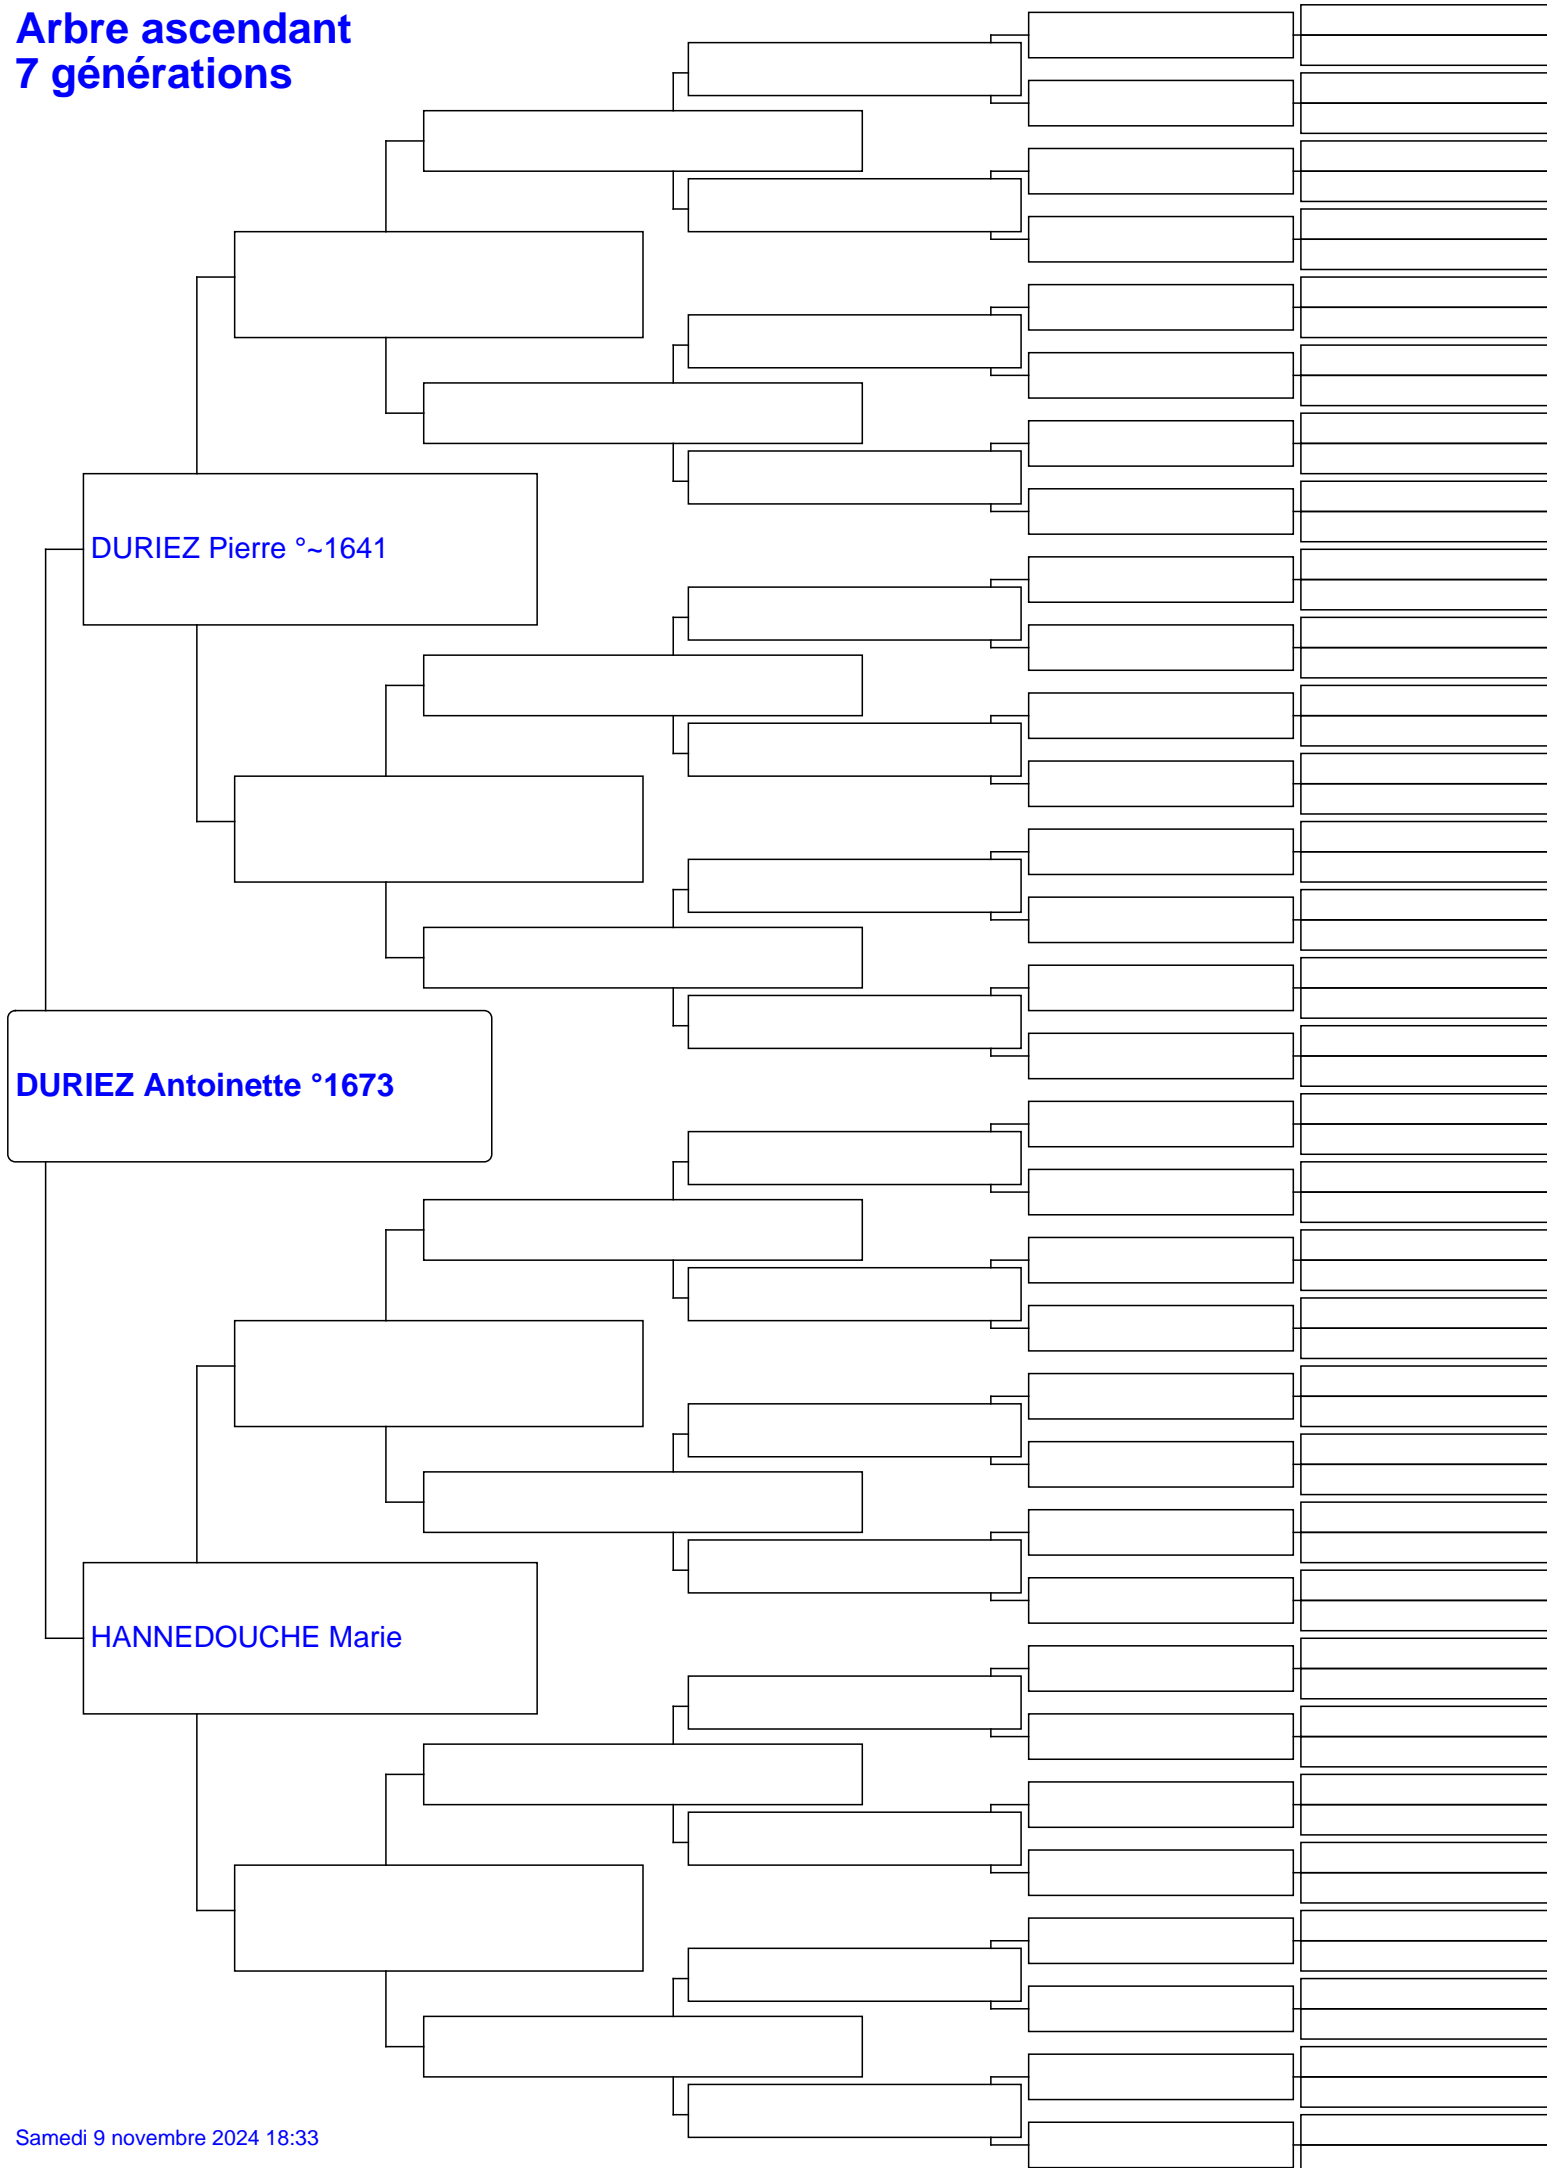 Arbre ascendant
7 générations
DURIEZ Pierre °~1641
DURIEZ Antoinette °1673
HANNEDOUCHE Marie
Samedi 9 novembre 2024 18:33